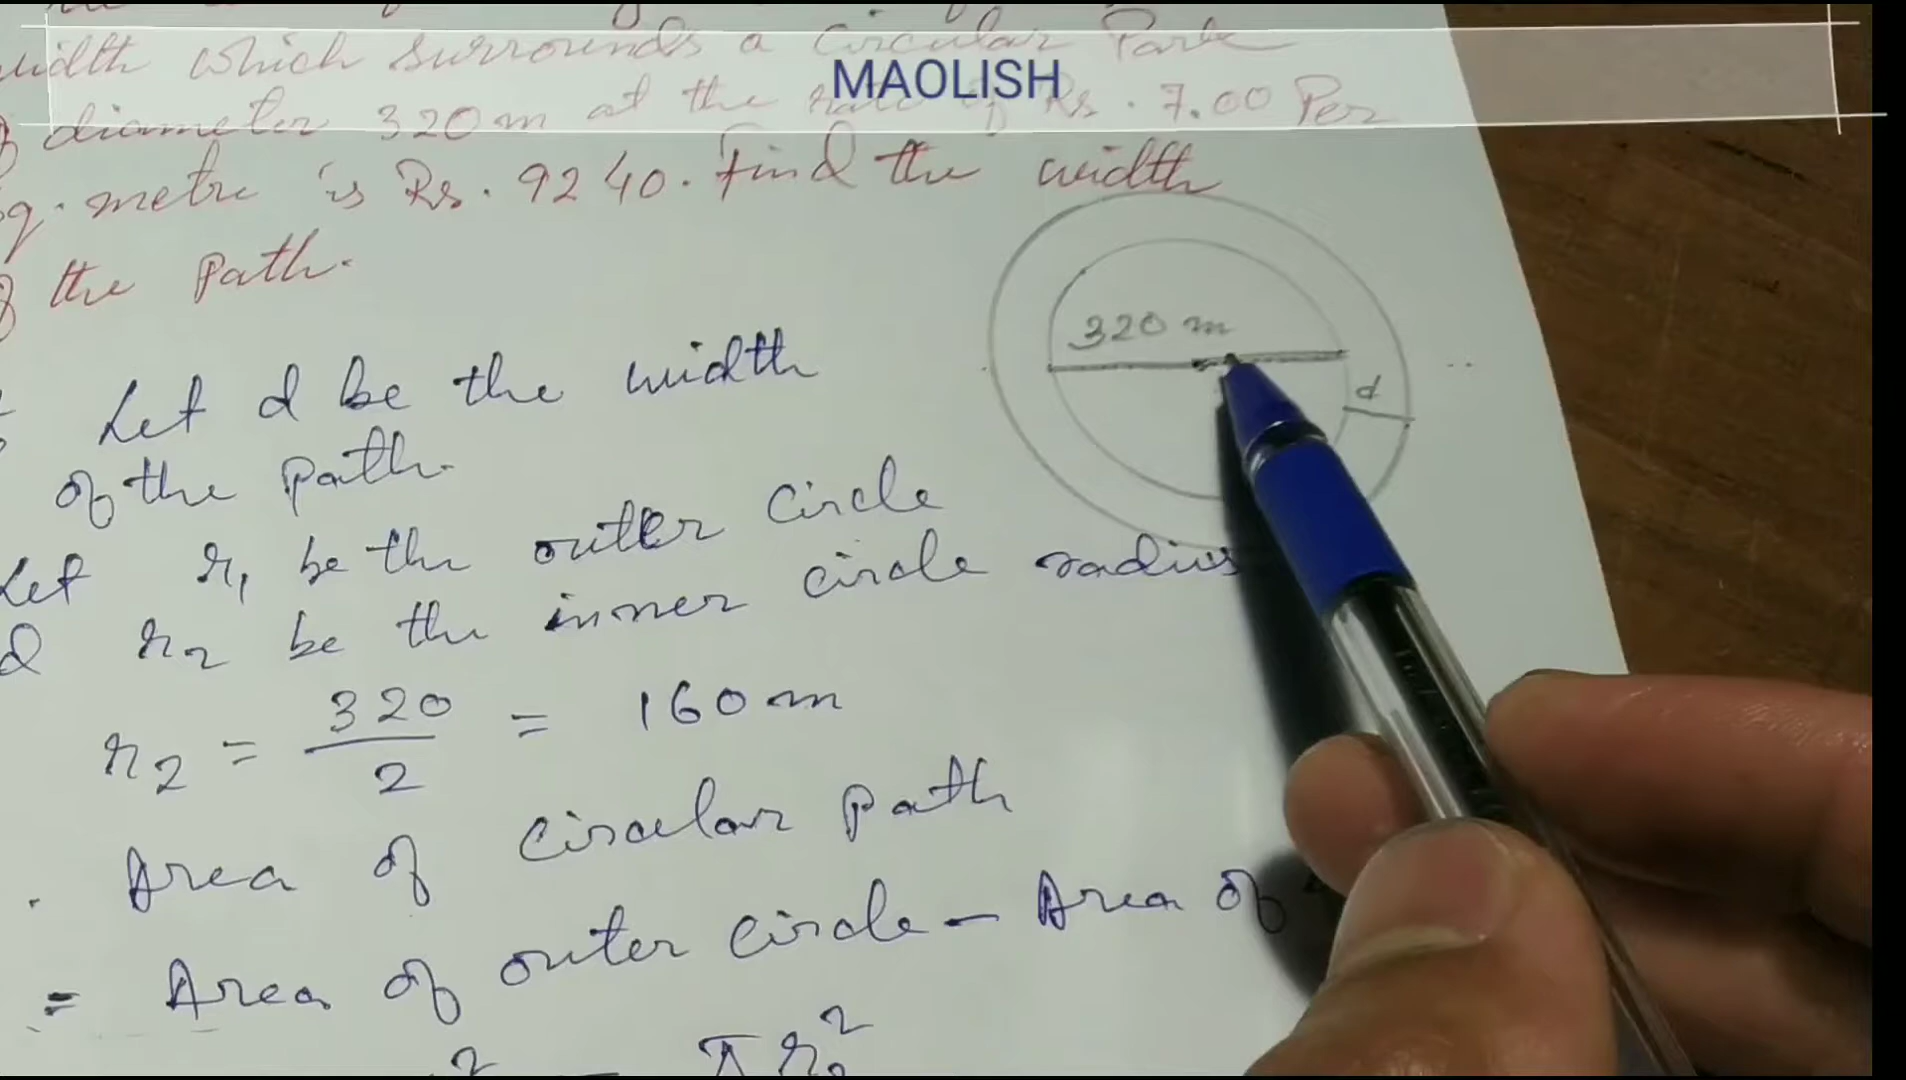 width which surrounds a circular Park
MAOLISH
diameter 320 m at the rate of Rs. 7.00 Per
metre is Rs. 9240. Find the width
the Path.
320 m
d
Let d be the width
of the Path.
Let r₁ be the outer Circle
r₂ be the inner circle radius
r₂ = 320/2 = 160 m
Area of Circular Path
= Area of outer circle - Area of
2 - πr₂²